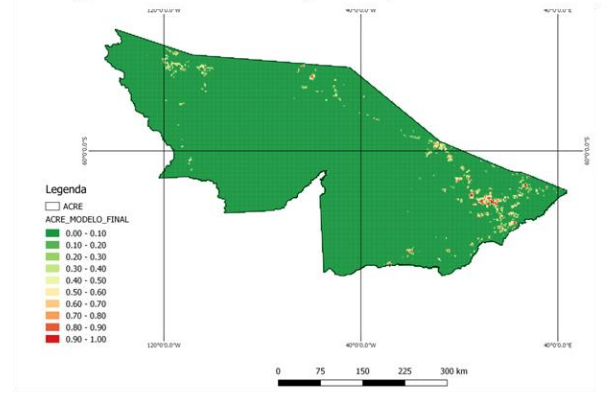 120°0.0'W 40°0.0'W 40°0.0'E
60°0.0'S 60°0.0'S
Legenda
ACRE
ACRE_MODELO_FINAL
0.00 - 0.10
0.10 - 0.20
0.20 - 0.30
0.30 - 0.40
0.40 - 0.50
0.50 - 0.60
0.60 - 0.70
0.70 - 0.80
0.80 - 0.90
0.90 - 1.00
120°0.0'W 40°0.0'W 40°0.0'E
0 75 150 225 300 km